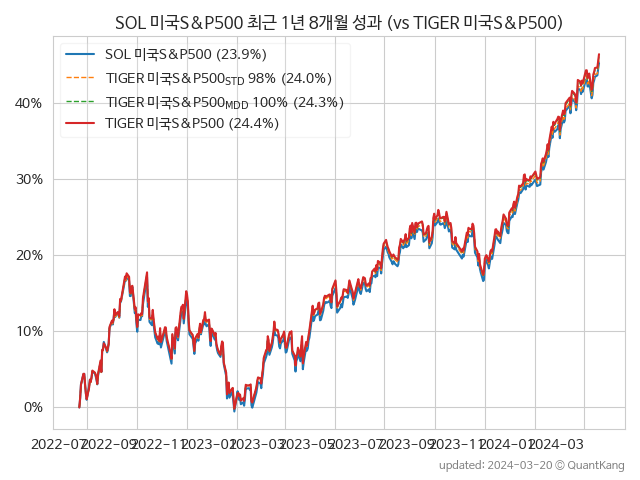 SOL 미국S&P500 최근 1년 8개월 성과 (vs TIGER 미국S&P500)
SOL 미국S&P500 (23.9%)
TIGER 미국S&P500STD 98% (24.0%)
TIGER 미국S&P500MDD 100% (24.3%)
TIGER 미국S&P500 (24.4%)
40%
30%
20%
10%
0%
2022-07 2022-09 2022-11 2023-01 2023-03 2023-05 2023-07 2023-09 2023-11 2024-01 2024-03
updated: 2024-03-20 © QuantKang